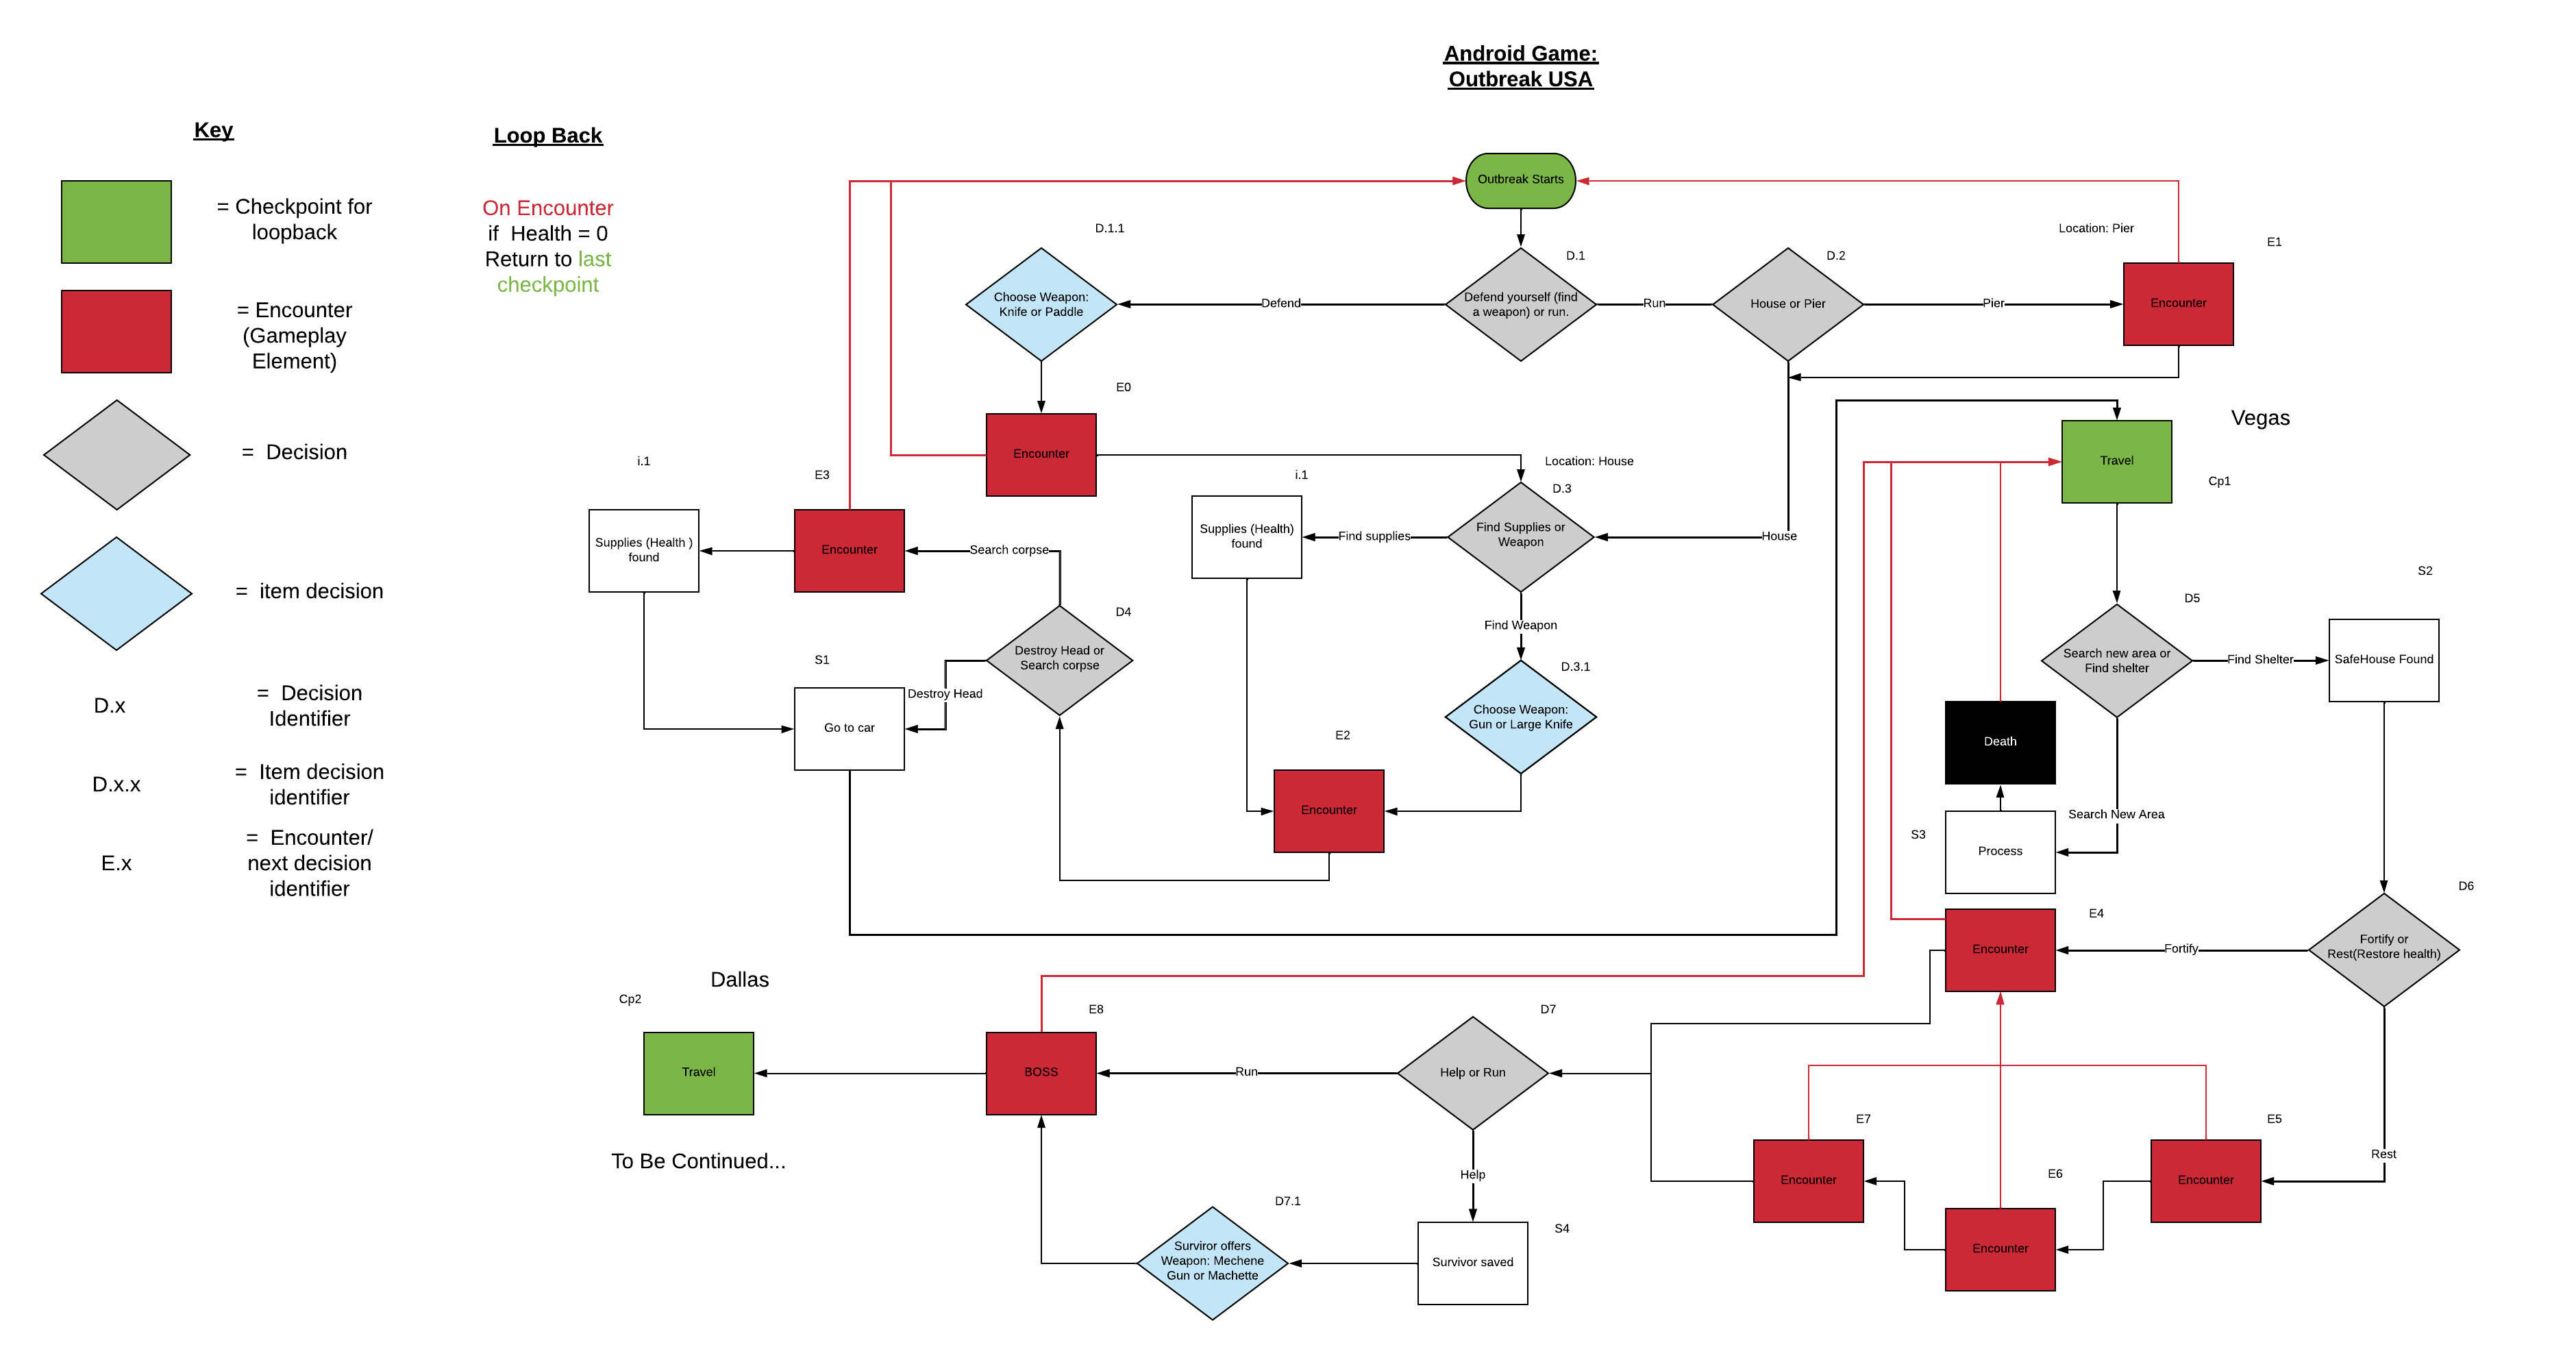 Android Game:
Outbreak USA
Key
= Checkpoint for
loopback
= Encounter
(Gameplay
Element)
= Decision
= item decision
D.x
= Decision
Identifier
D.x.x
= Item decision
identifier
E.x
= Encounter/
next decision
identifier
Loop Back
On Encounter
if Health = 0
Return to last
checkpoint
Outbreak Starts
D.1.1
Choose Weapon:
Knife or Paddle
Defend
D.1
Defend yourself (find
a weapon) or run.
Run
D.2
House or Pier
Pier
Location: Pier
E1
Encounter
E0
Encounter
Location: House
D.3
Find Supplies or
Weapon
House
Find supplies
i.1
Supplies (Health)
found
Find Weapon
D.3.1
Choose Weapon:
Gun or Large Knife
E2
Encounter
i.1
Supplies (Health )
found
E3
Encounter
Search corpse
D4
Destroy Head or
Search corpse
Destroy Head
S1
Go to car
Vegas
Travel
Cp1
D5
Search new area or
Find shelter
Find Shelter
S2
SafeHouse Found
Death
Search New Area
S3
Process
D6
Fortify or
Rest(Restore health)
Fortify
E4
Encounter
Rest
E5
Encounter
E6
Encounter
E7
Encounter
D7
Help or Run
Run
Help
S4
Survivor saved
D7.1
Surviror offers
Weapon: Mechene
Gun or Machette
E8
BOSS
Dallas
Cp2
Travel
To Be Continued...